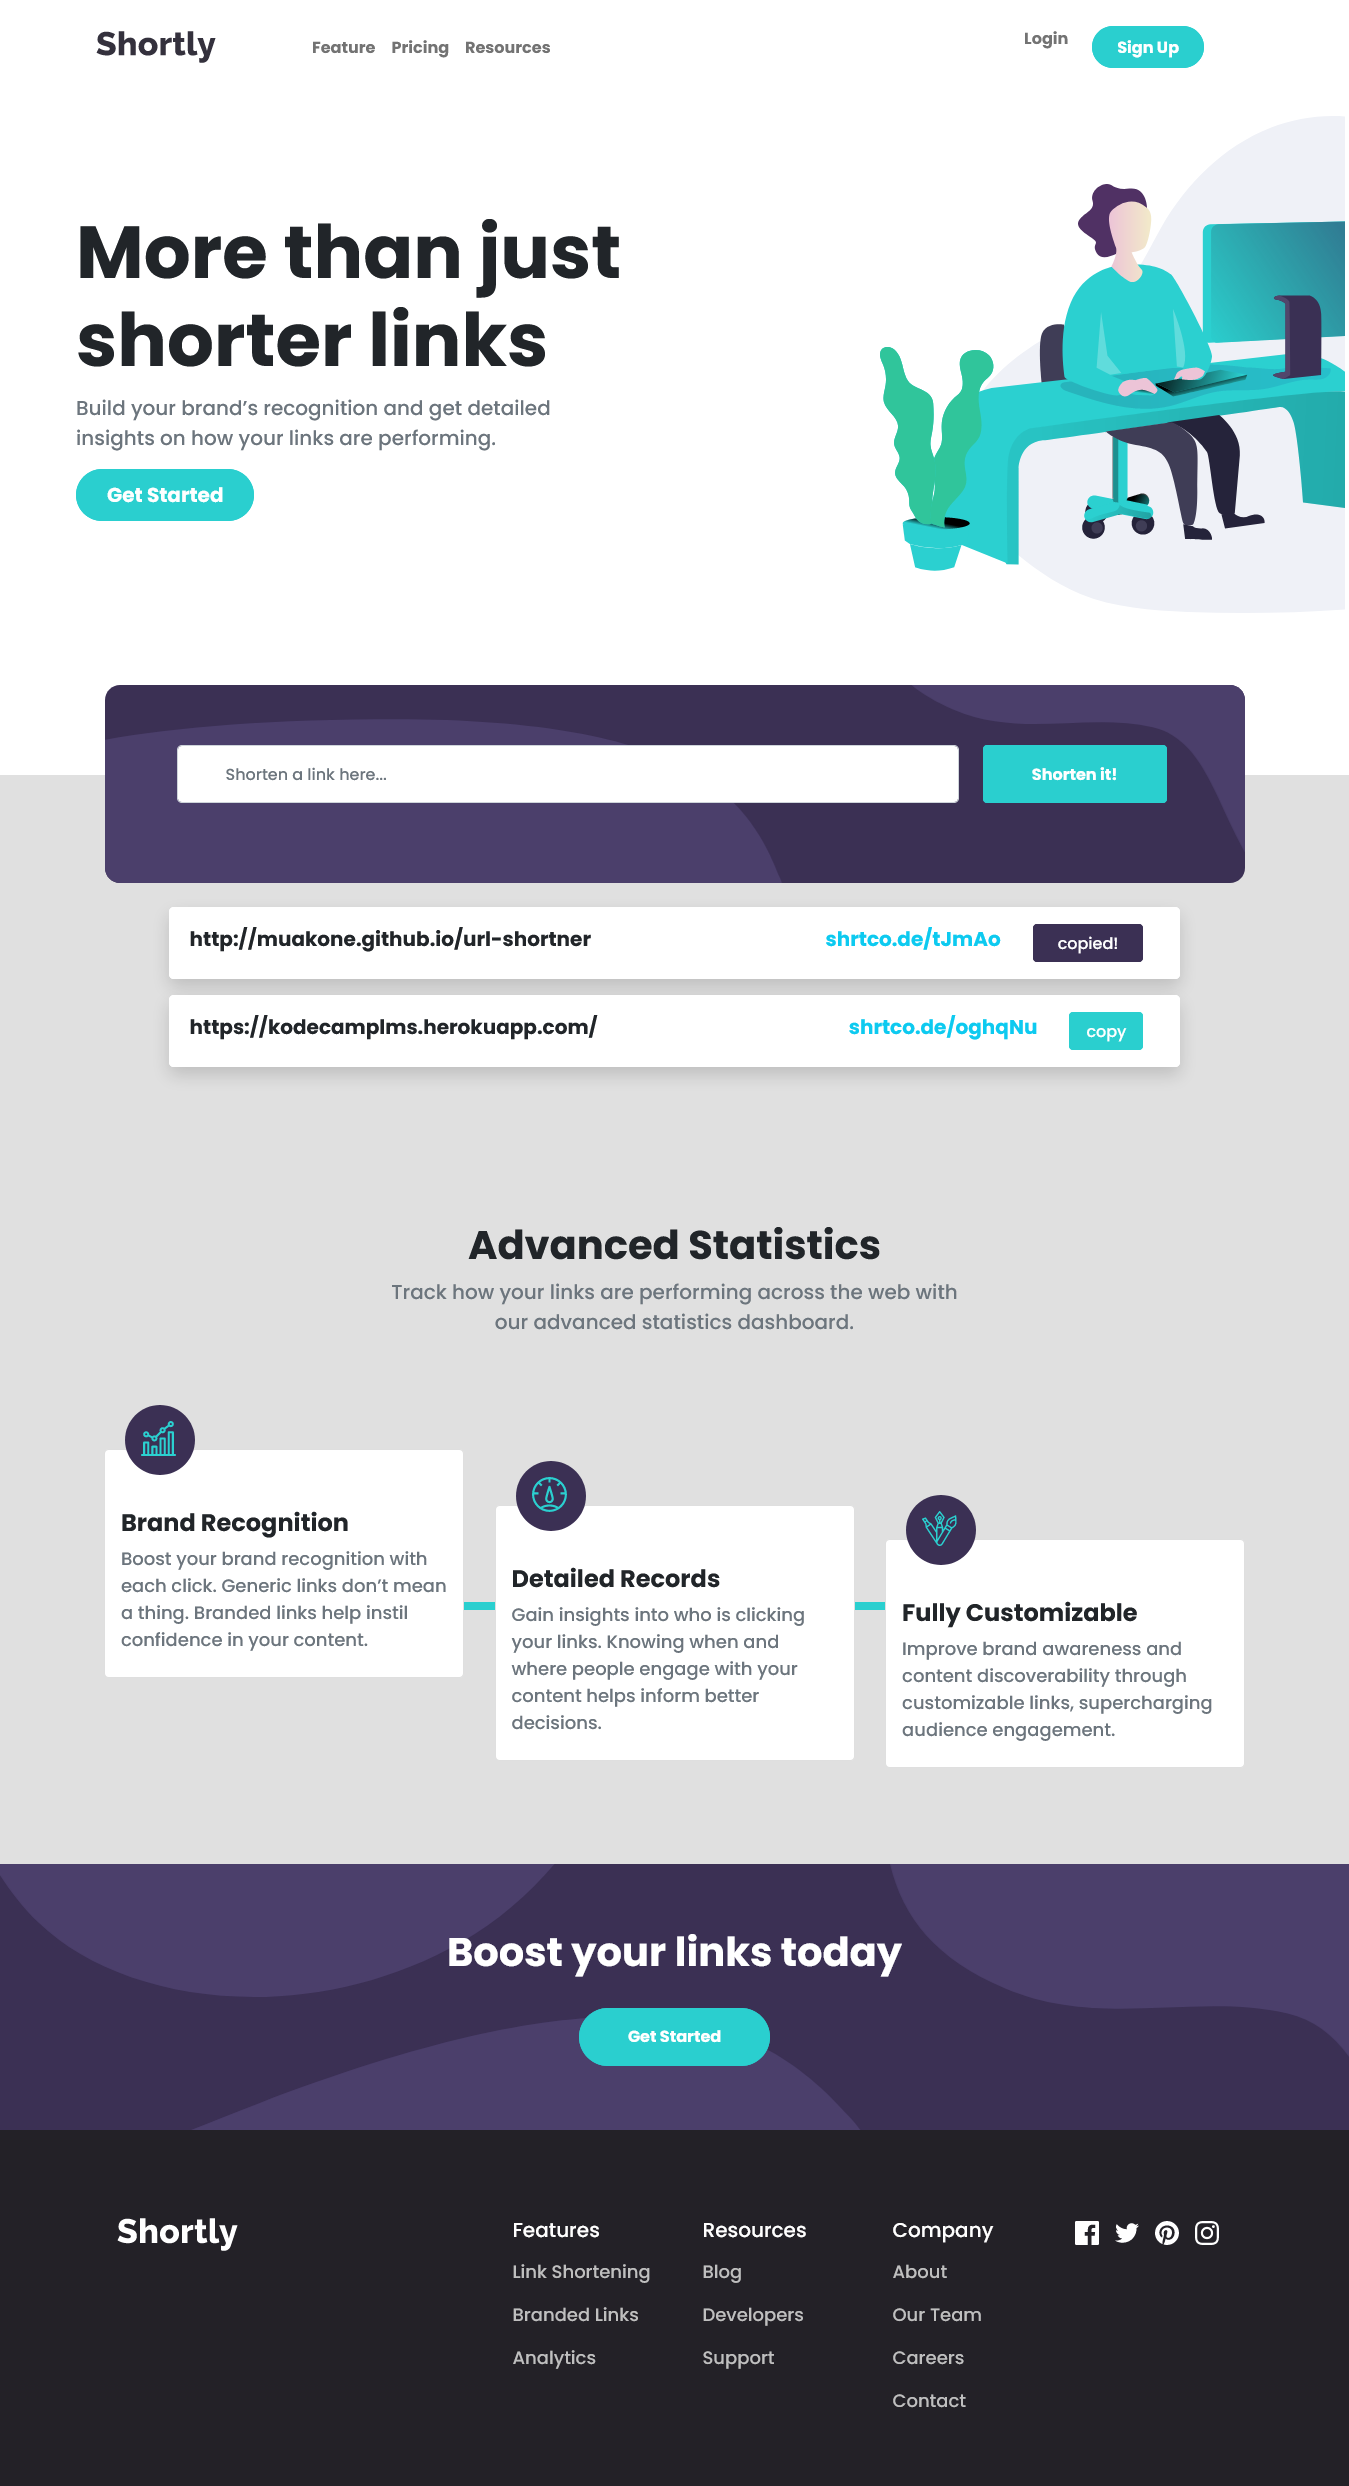 Shortly
Feature Pricing Resources
Login
Sign Up
More than just
shorter links
Build your brand’s recognition and get detailed
insights on how your links are performing.
Get Started
Shorten a link here...
Shorten it!
http://muakone.github.io/url-shortner
shrtco.de/tJmAo
copied!
https://kodecamplms.herokuapp.com/
shrtco.de/oghqNu
copy
Advanced Statistics
Track how your links are performing across the web with
our advanced statistics dashboard.
Brand Recognition
Boost your brand recognition with
each click. Generic links don’t mean
a thing. Branded links help instil
confidence in your content.
Detailed Records
Gain insights into who is clicking
your links. Knowing when and
where people engage with your
content helps inform better
decisions.
Fully Customizable
Improve brand awareness and
content discoverability through
customizable links, supercharging
audience engagement.
Boost your links today
Get Started
Shortly
Features
Link Shortening
Branded Links
Analytics
Resources
Blog
Developers
Support
Company
About
Our Team
Careers
Contact